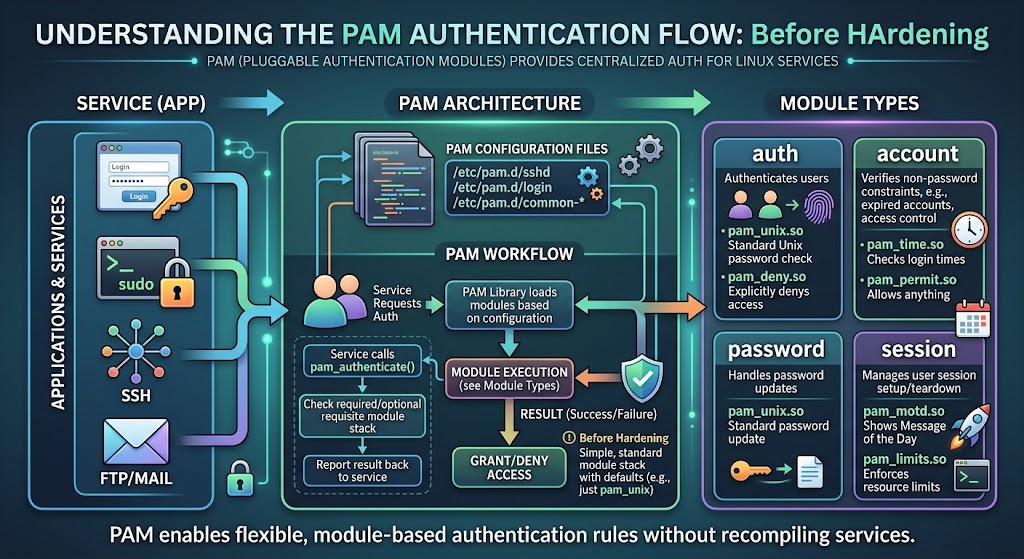 UNDERSTANDING THE PAM AUTHENTICATION FLOW: Before HArdening
PAM (PLUGGABLE AUTHENTICATION MODULES) PROVIDES CENTRALIZED AUTH FOR LINUX SERVICES
SERVICE (APP)
PAM ARCHITECTURE
MODULE TYPES
APPLICATIONS & SERVICES
Login
Login
>_
sudo
SSH
FTP/MAIL
PAM CONFIGURATION FILES
/etc/pam.d/sshd
/etc/pam.d/login
/etc/pam.d/common-*
PAM WORKFLOW
Service
Requests
Auth
PAM Library loads
modules based
on configuration
Service calls
pam_authenticate()
Check required/optional
requisite module
stack
Report result back
to service
MODULE EXECUTION
(see Module Types)
RESULT (Success/Failure)
GRANT/DENY
ACCESS
Before Hardening
Simple, standard
module stack
with defaults (e.g.,
just pam_unix)
auth
Authenticates users
• pam_unix.so
Standard Unix
password check
• pam_deny.so
Explicitly denys
access
account
Verifies non-password
constraints, e.g.,
expired accounts,
access control
• pam_time.so
Checks login times
• pam_permit.so
Allows anything
password
Handles password
updates
pam_unix.so
Standard password
update
session
Manages user session
setup/teardown
pam_motd.so
Shows Message
of the Day
pam_limits.so
Enforces
resource limits
>_
PAM enables flexible, module-based authentication rules without recompiling services.